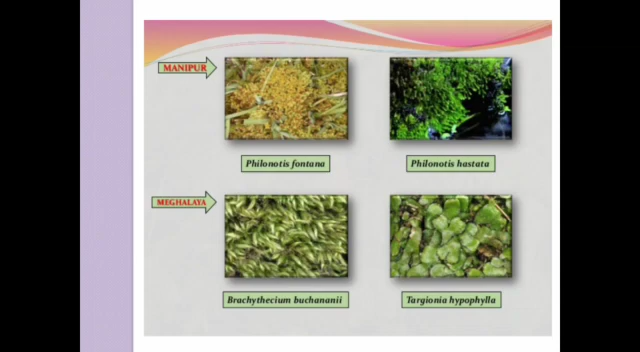 MANIPUR
Philonotis fontana
Philonotis hastata
MEGHALAYA
Brachythecium buchananii
Targionia hypophylla